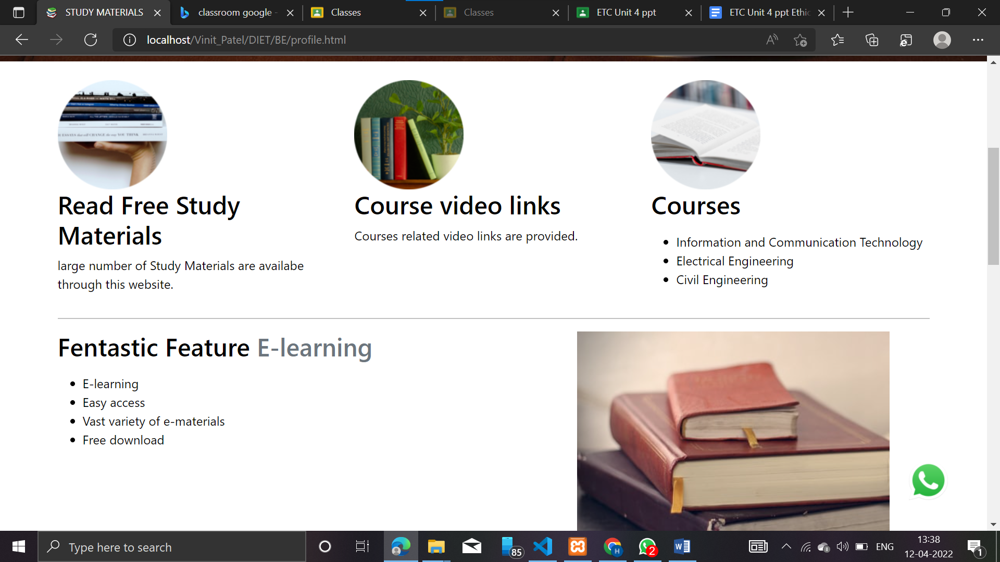 STUDY MATERIALS
classroom google -
Classes
Classes
ETC Unit 4 ppt
ETC Unit 4 ppt Ethic
localhost/Vinit_Patel/DIET/BE/profile.html
Read Free Study
Materials
large number of Study Materials are availabe
through this website.
Course video links
Courses related video links are provided.
Courses
Information and Communication Technology
Electrical Engineering
Civil Engineering
Fentastic Feature E-learning
E-learning
Easy access
Vast variety of e-materials
Free download
Type here to search
85
2
ENG
13:38
12-04-2022
1